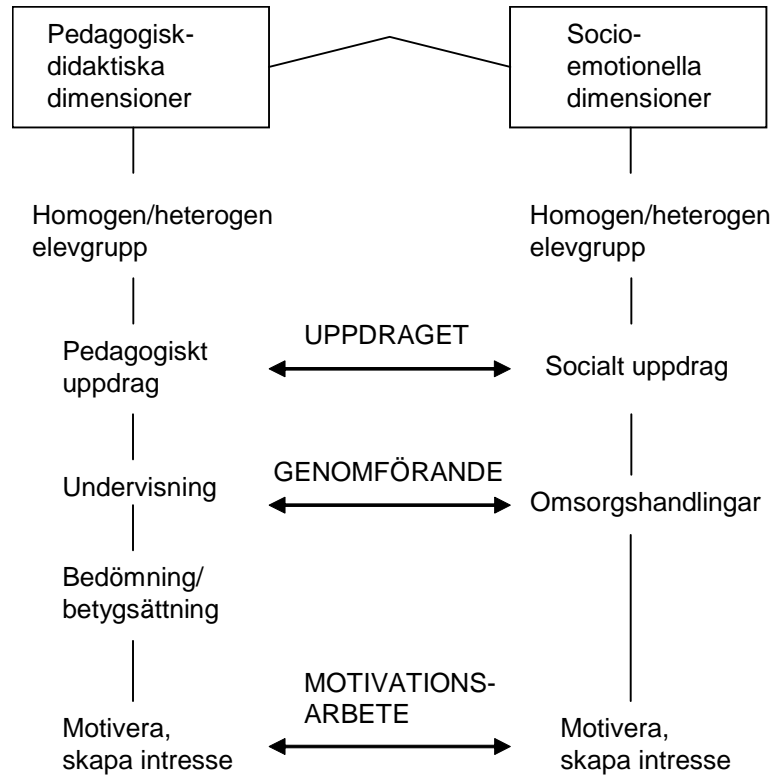 Pedagogisk-
didaktiska
dimensioner
Socio-
emotionella
dimensioner
Homogen/heterogen
elevgrupp
Homogen/heterogen
elevgrupp
UPPDRAGET
Pedagogiskt
uppdrag
Socialt uppdrag
GENOMFÖRANDE
Undervisning
Omsorgshandlingar
Bedömning/
betygsättning
MOTIVATIONS-
ARBETE
Motivera,
skapa intresse
Motivera,
skapa intresse